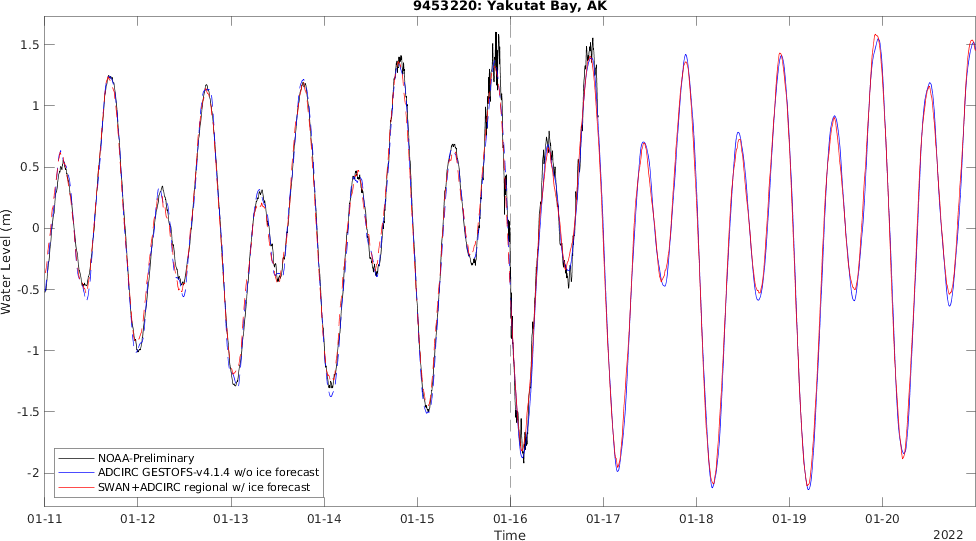 9453220: Yakutat Bay, AK
Water Level (m)
1.5
1
0.5
0
-0.5
-1
-1.5
-2
NOAA-Preliminary
ADCIRC GESTOFS-v4.1.4 w/o ice forecast
SWAN+ADCIRC regional w/ ice forecast
01-11 01-12 01-13 01-14 01-15 01-16 01-17 01-18 01-19 01-20
Time
2022